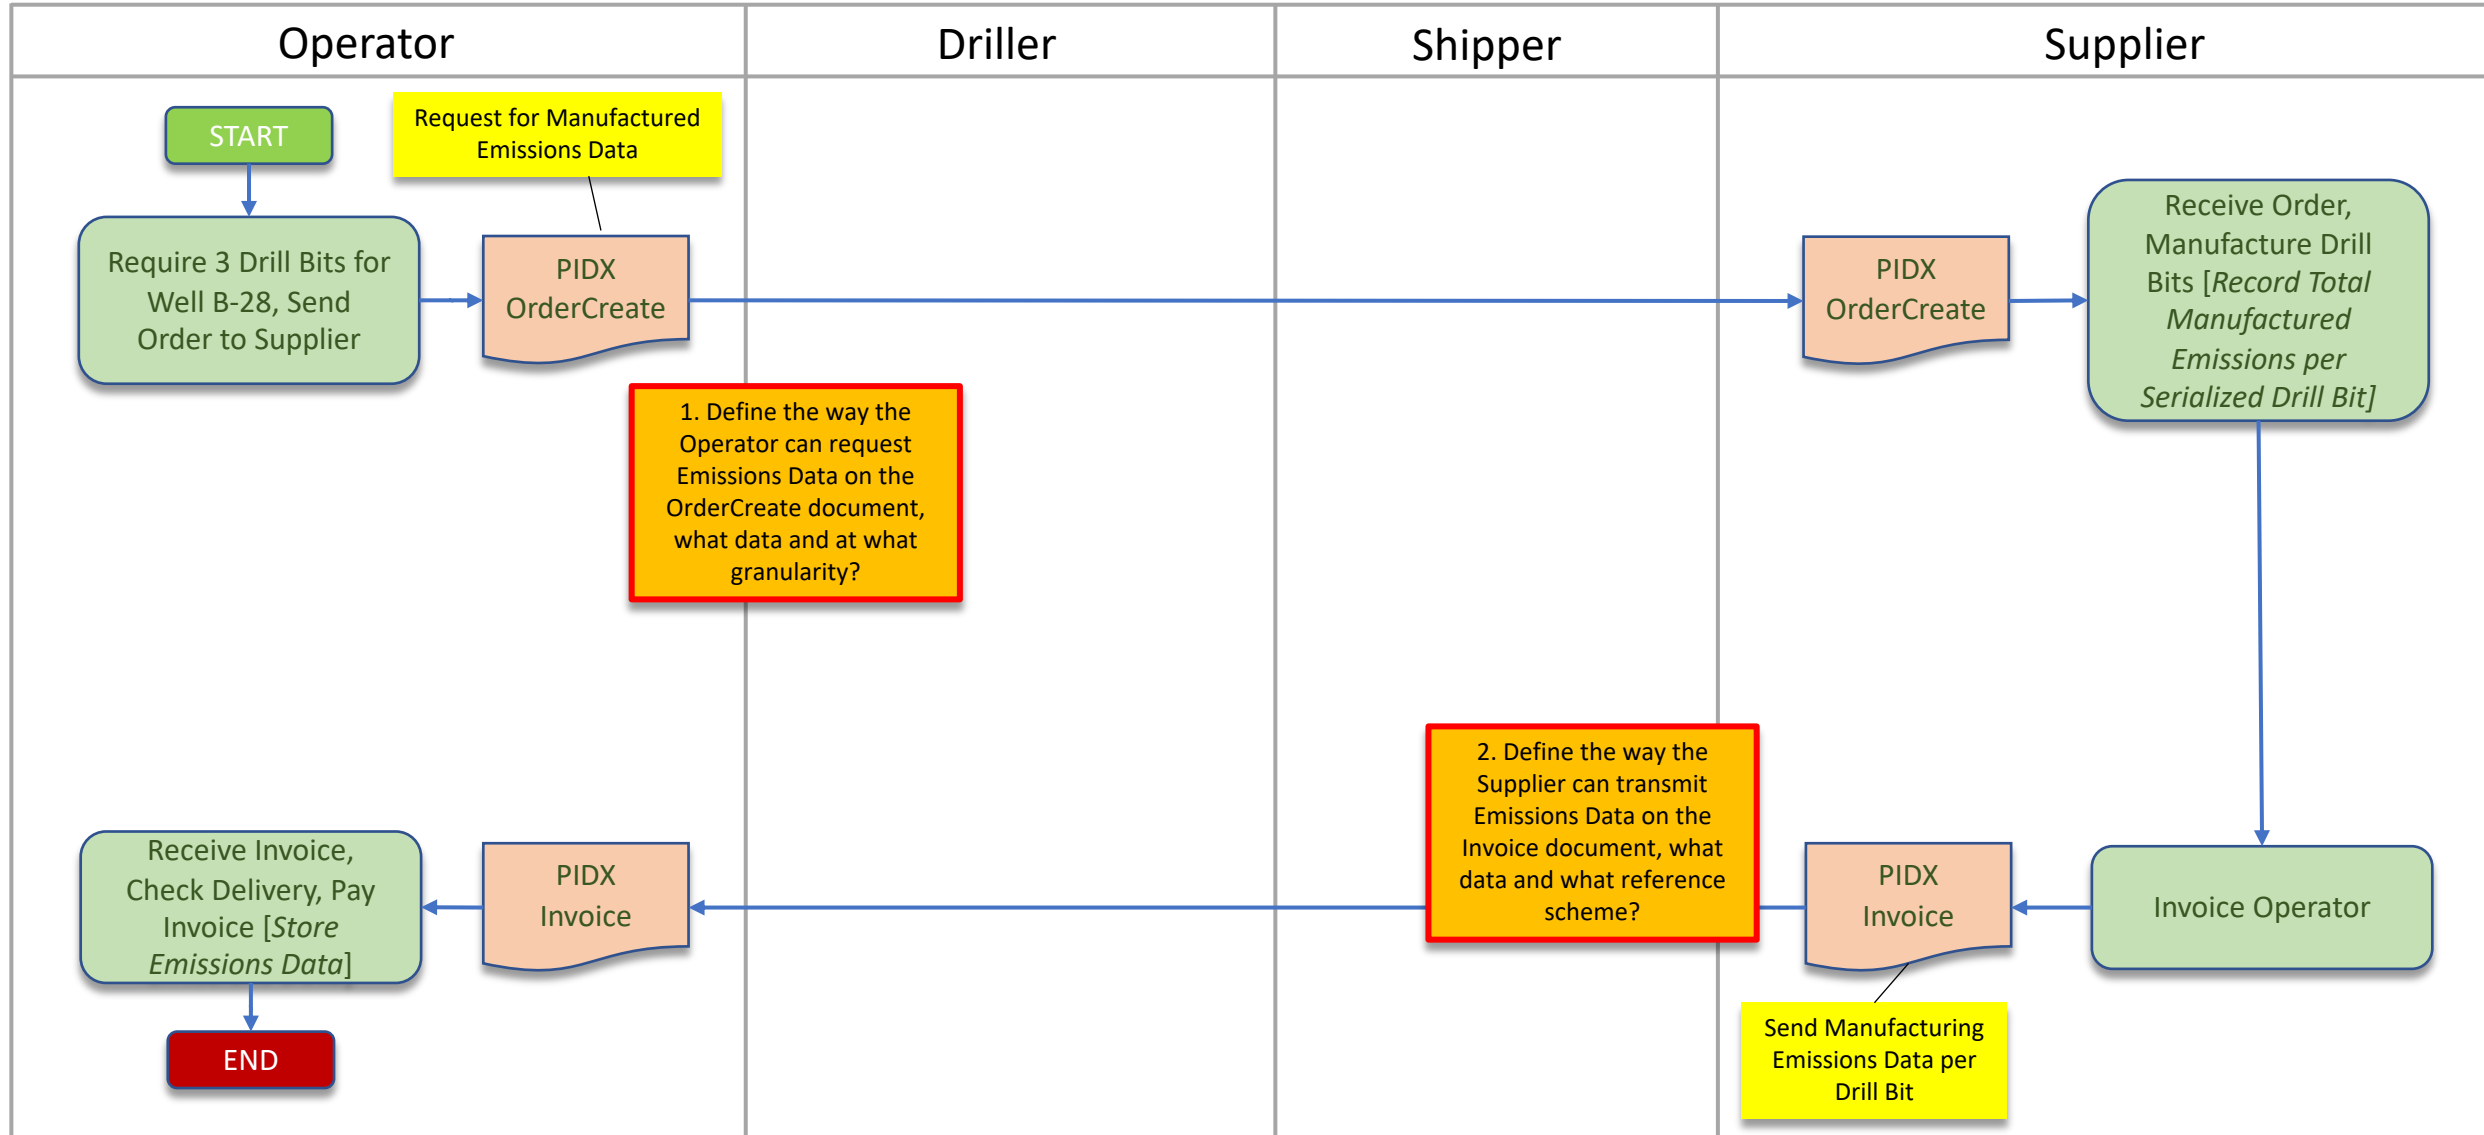 Operator
Driller
Shipper
Supplier
START
Request for Manufactured
Emissions Data
Require 3 Drill Bits for
Well B-28, Send
Order to Supplier
PIDX
OrderCreate
PIDX
OrderCreate
Receive Order,
Manufacture Drill
Bits [Record Total
Manufactured
Emissions per
Serialized Drill Bit]
1. Define the way the
Operator can request
Emissions Data on the
OrderCreate document,
what data and at what
granularity?
2. Define the way the
Supplier can transmit
Emissions Data on the
Invoice document, what
data and what reference
scheme?
Receive Invoice,
Check Delivery, Pay
Invoice [Store
Emissions Data]
PIDX
Invoice
PIDX
Invoice
Invoice Operator
END
Send Manufacturing
Emissions Data per
Drill Bit